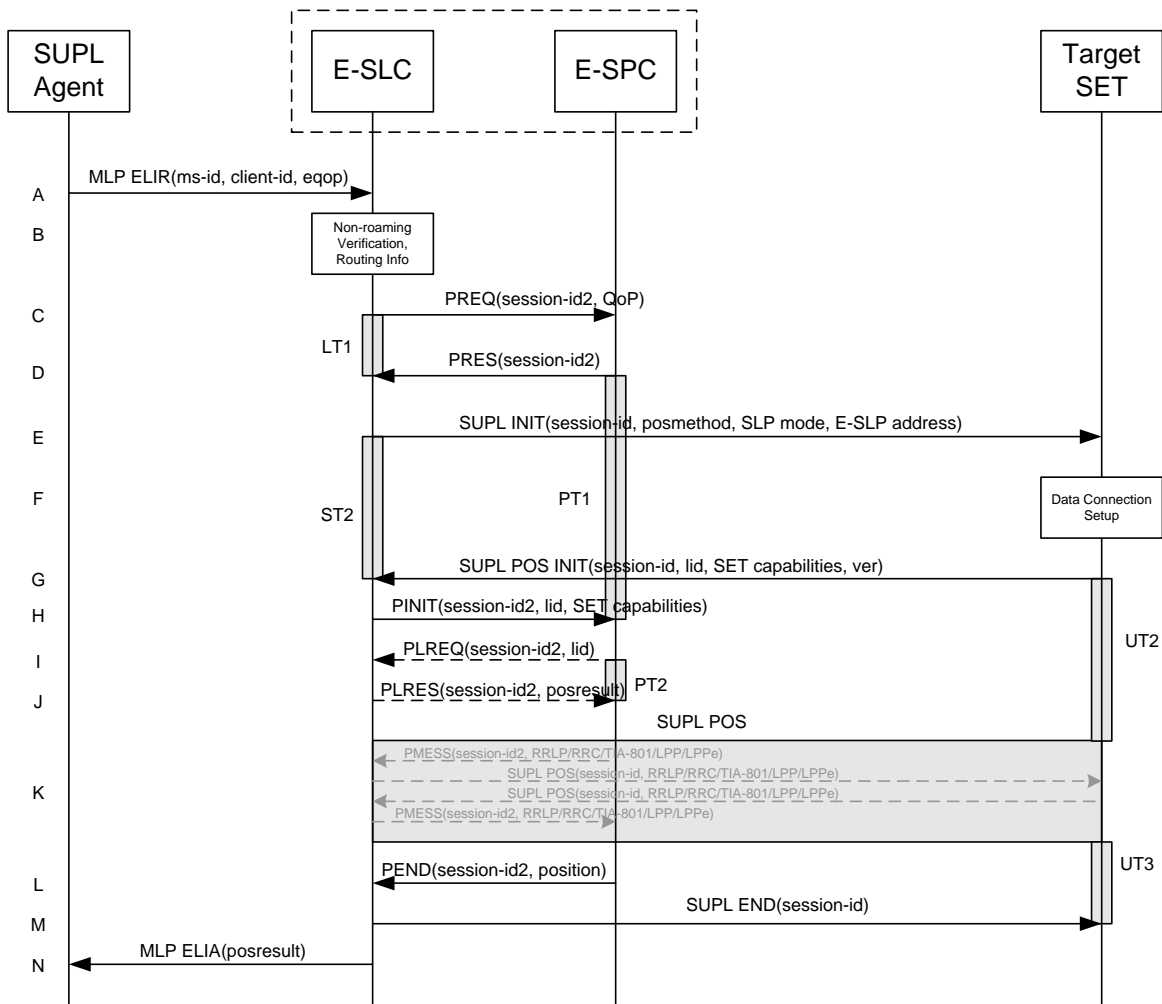 SUPL
Agent
E-SLC
E-SPC
Target
SET
A
MLP ELIR(ms-id, client-id, eqop)
B
Non-roaming
Verification,
Routing Info
C
PREQ(session-id2, QoP)
LT1
D
PRES(session-id2)
E
SUPL INIT(session-id, posmethod, SLP mode, E-SLP address)
F
ST2
PT1
Data Connection
Setup
G
SUPL POS INIT(session-id, lid, SET capabilities, ver)
H
PINIT(session-id2, lid, SET capabilities)
I
PLREQ(session-id2, lid)
UT2
J
PLRES(session-id2, posresult)
PT2
SUPL POS
PMESS(session-id2, RRLP/RRC/TIA-801/LPP/LPPe)
SUPL POS(session-id, RRLP/RRC/TIA-801/LPP/LPPe)
K
SUPL POS(session-id, RRLP/RRC/TIA-801/LPP/LPPe)
PMESS(session-id2, RRLP/RRC/TIA-801/LPP/LPPe)
L
PEND(session-id2, position)
UT3
M
SUPL END(session-id)
N
MLP ELIA(posresult)